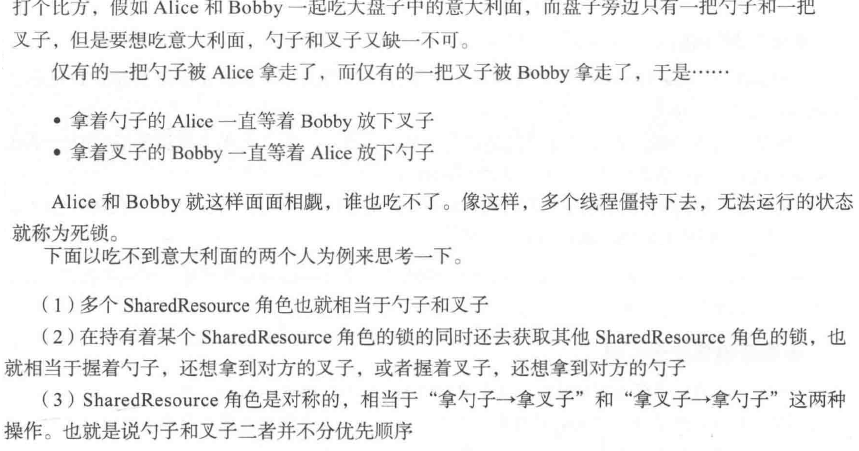 打个比方，假如 Alice 和 Bobby 一起吃大盘子中的意大利面，而盘子旁边只有一把勺子和一把
叉子，但是要想吃意大利面，勺子和叉子又缺一不可。
仅有的一把勺子被 Alice 拿走了，而仅有的一把叉子被 Bobby 拿走了，于是……
• 拿着勺子的 Alice 一直等着 Bobby 放下叉子
• 拿着叉子的 Bobby 一直等着 Alice 放下勺子
Alice 和 Bobby 就这样面面相觑，谁也吃不了。像这样，多个线程僵持下去，无法运行的状态
就称为死锁。
下面以吃不到意大利面的两个人为例来思考一下。
（1）多个 SharedResource 角色也就相当于勺子和叉子
（2）在持有着某个 SharedResource 角色的锁的同时还去获取其他 SharedResource 角色的锁，也
就相当于握着勺子，还想拿到对方的叉子，或者握着叉子，还想拿到对方的勺子
（3）SharedResource 角色是对称的，相当于“拿勺子→拿叉子”和“拿叉子→拿勺子”这两种
操作。也就是说勺子和叉子二者并不分优先顺序